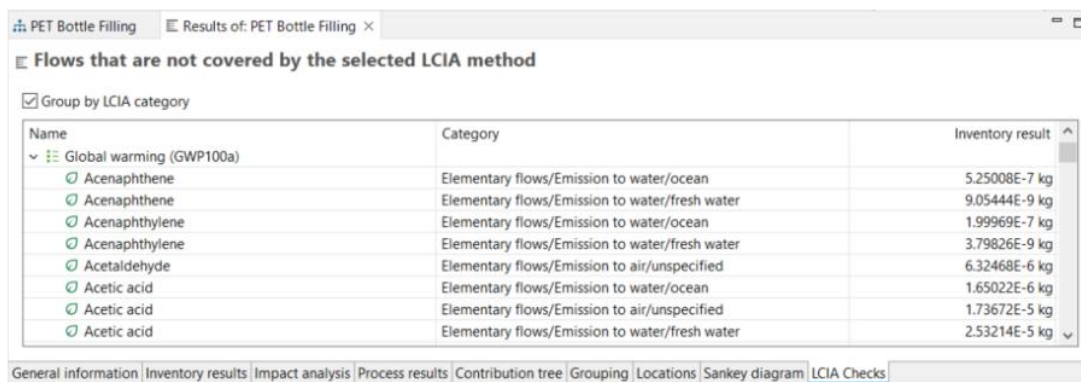 PET Bottle Filling Results of: PET Bottle Filling
Flows that are not covered by the selected LCIA method
Group by LCIA category
Name Category Inventory result
Global warming (GWP100a)
Acenaphthene Elementary flows/Emission to water/ocean 5.25008E-7 kg
Acenaphthene Elementary flows/Emission to water/fresh water 9.05444E-9 kg
Acenaphthylene Elementary flows/Emission to water/ocean 1.99969E-7 kg
Acenaphthylene Elementary flows/Emission to water/fresh water 3.79826E-9 kg
Acetaldehyde Elementary flows/Emission to air/unspecified 6.32468E-6 kg
Acetic acid Elementary flows/Emission to water/ocean 1.65022E-6 kg
Acetic acid Elementary flows/Emission to air/unspecified 1.73672E-5 kg
Acetic acid Elementary flows/Emission to water/fresh water 2.53214E-5 kg
General information Inventory results Impact analysis Process results Contribution tree Grouping Locations Sankey diagram LCIA Checks